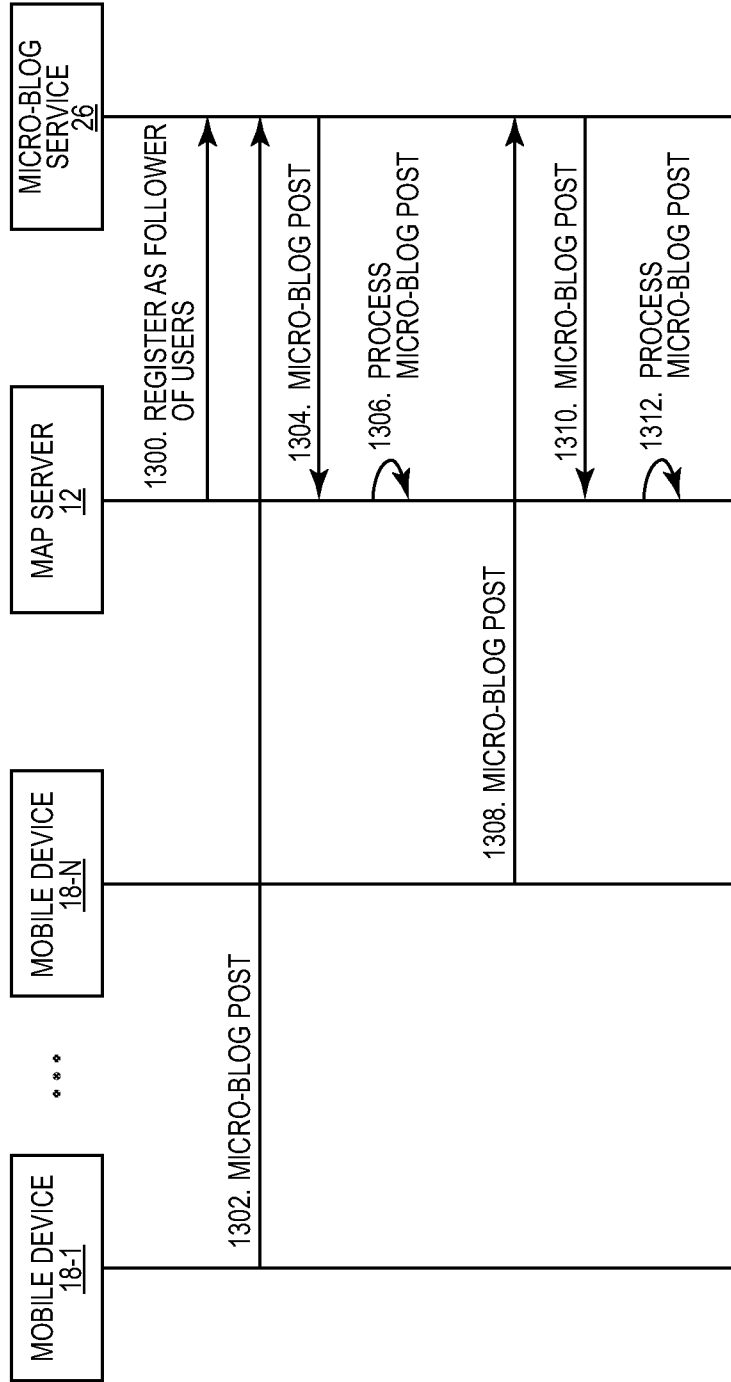 MOBILE DEVICE
18-1
• • •
MOBILE DEVICE
18-N
MAP SERVER
12
MICRO-BLOG
SERVICE
26
1300. REGISTER AS FOLLOWER
OF USERS
1302. MICRO-BLOG POST
1304. MICRO-BLOG POST
1306. PROCESS
MICRO-BLOG POST
1308. MICRO-BLOG POST
1310. MICRO-BLOG POST
1312. PROCESS
MICRO-BLOG POST